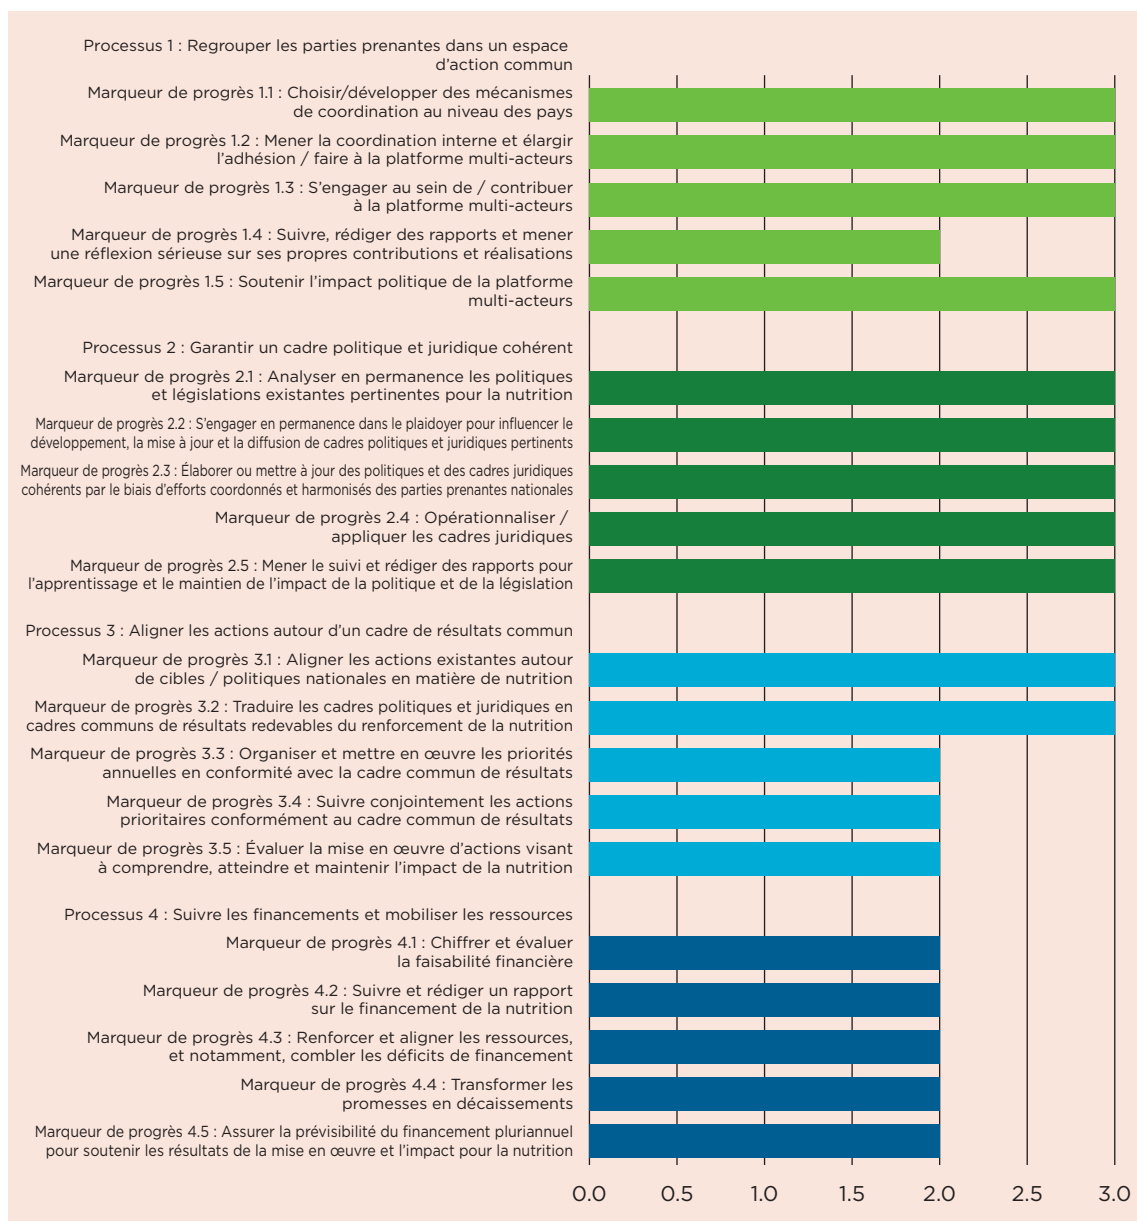 Processus 1 : Regrouper les parties prenantes dans un espace
d’action commun
Marqueur de progrès 1.1 : Choisir/développer des mécanismes
de coordination au niveau des pays
Marqueur de progrès 1.2 : Mener la coordination interne et élargir
l’adhésion / faire à la platforme multi-acteurs
Marqueur de progrès 1.3 : S’engager au sein de / contribuer
à la platforme multi-acteurs
Marqueur de progrès 1.4 : Suivre, rédiger des rapports et mener
une réflexion sérieuse sur ses propres contributions et réalisations
Marqueur de progrès 1.5 : Soutenir l’impact politique de la platforme
multi-acteurs
Processus 2 : Garantir un cadre politique et juridique cohérent
Marqueur de progrès 2.1 : Analyser en permanence les politiques
et législations existantes pertinentes pour la nutrition
Marqueur de progrès 2.2 : S’engager en permanence dans le plaidoyer pour influencer le
développement, la mise à jour et la diffusion de cadres politiques et juridiques pertinents
Marqueur de progrès 2.3 : Élaborer ou mettre à jour des politiques et des cadres juridiques
cohérents par le biais d’efforts coordonnés et harmonisés des parties prenantes nationales
Marqueur de progrès 2.4 : Opérationnaliser /
appliquer les cadres juridiques
Marqueur de progrès 2.5 : Mener le suivi et rédiger des rapports pour
l’apprentissage et le maintien de l’impact de la politique et de la législation
Processus 3 : Aligner les actions autour d’un cadre de résultats commun
Marqueur de progrès 3.1 : Aligner les actions existantes autour
de cibles / politiques nationales en matière de nutrition
Marqueur de progrès 3.2 : Traduire les cadres politiques et juridiques en
cadres communs de résultats redevables du renforcement de la nutrition
Marqueur de progrès 3.3 : Organiser et mettre en œuvre les priorités
annuelles en conformité avec la cadre commun de résultats
Marqueur de progrès 3.4 : Suivre conjointement les actions
prioritaires conformément au cadre commun de résultats
Marqueur de progrès 3.5 : Évaluer la mise en œuvre d’actions visant
à comprendre, atteindre et maintenir l’impact de la nutrition
Processus 4 : Suivre les financements et mobiliser les ressources
Marqueur de progrès 4.1 : Chiffrer et évaluer
la faisabilité financière
Marqueur de progrès 4.2 : Suivre et rédiger un rapport
sur le financement de la nutrition
Marqueur de progrès 4.3 : Renforcer et aligner les ressources,
et notamment, combler les déficits de financement
Marqueur de progrès 4.4 : Transformer les
promesses en décaissements
Marqueur de progrès 4.5 : Assurer la prévisibilité du financement pluriannuel
pour soutenir les résultats de la mise en œuvre et l’impact pour la nutrition
0.0 0.5 1.0 1.5 2.0 2.5 3.0